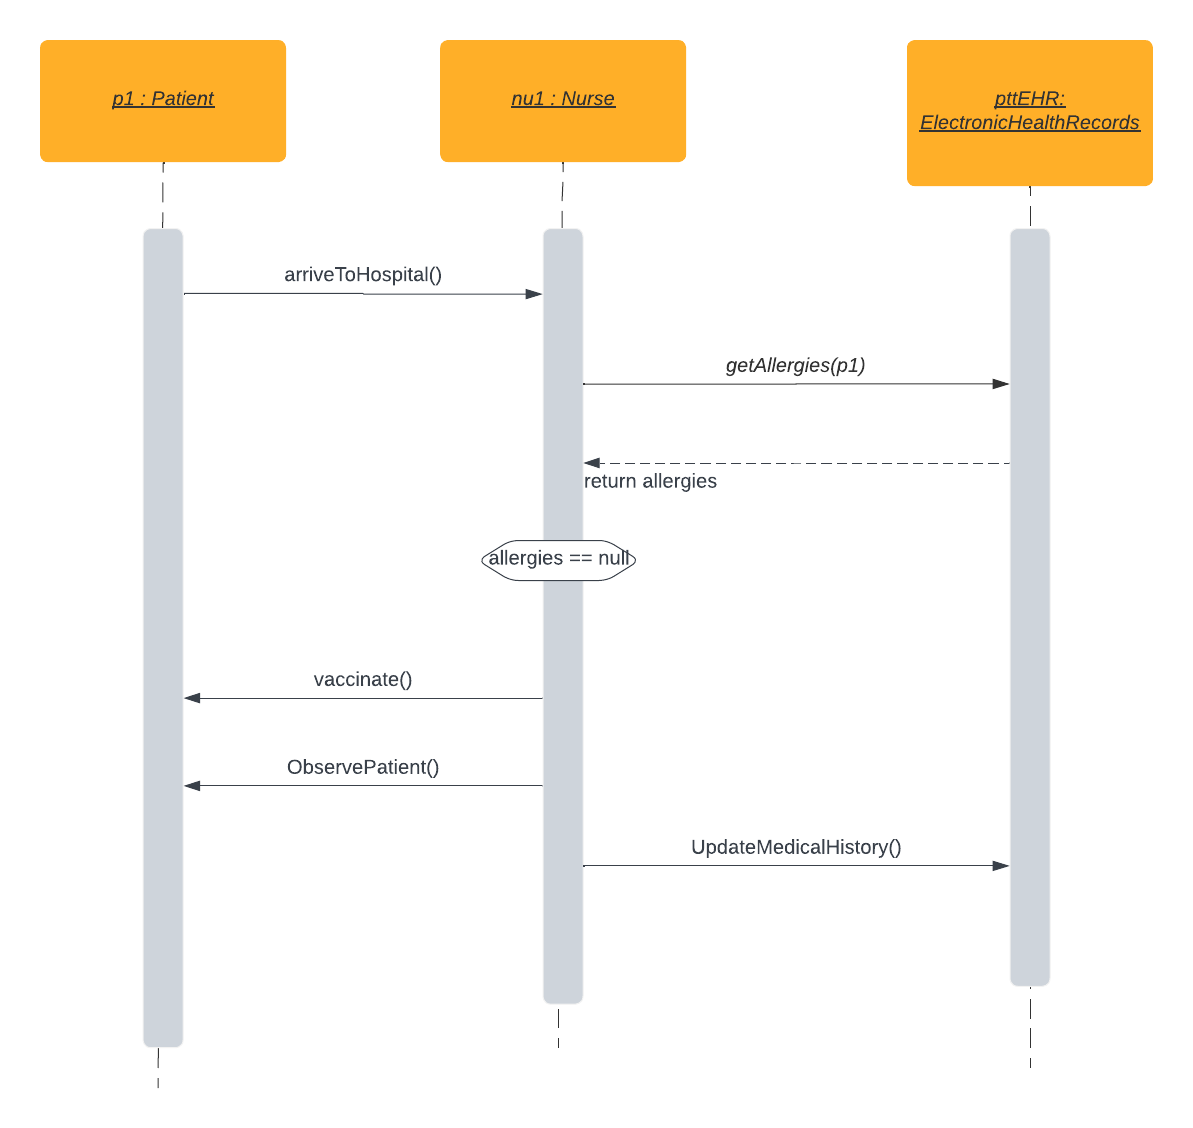 p1 : Patient
nu1 : Nurse
pttEHR:
ElectronicHealthRecords
arriveToHospital()
getAllergies(p1)
return allergies
allergies == null
vaccinate()
ObservePatient()
UpdateMedicalHistory()